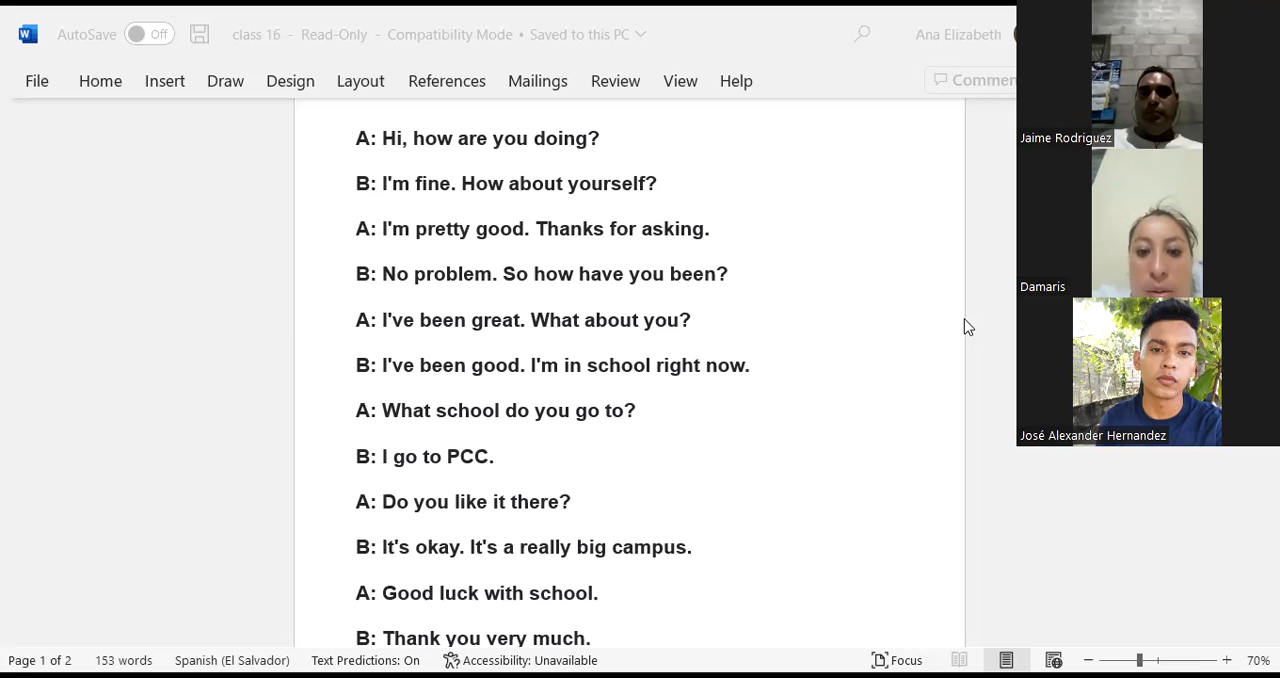 AutoSave Off class 16 - Read-Only - Compatibility Mode • Saved to this PC Ana Elizabeth
File Home Insert Draw Design Layout References Mailings Review View Help
A: Hi, how are you doing?
B: I'm fine. How about yourself?
A: I'm pretty good. Thanks for asking.
B: No problem. So how have you been?
A: I've been great. What about you?
B: I've been good. I'm in school right now.
A: What school do you go to?
B: I go to PCC.
A: Do you like it there?
B: It's okay. It's a really big campus.
A: Good luck with school.
B: Thank you very much.
Jaime Rodriguez
Damaris
José Alexander Hernandez
Page 1 of 2 153 words Spanish (El Salvador) Text Predictions: On Accessibility: Unavailable Focus 70%